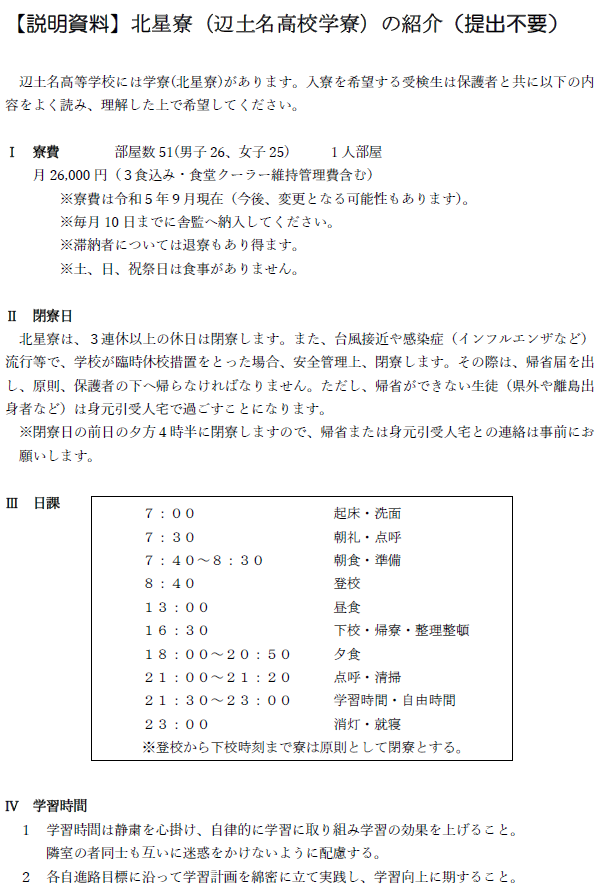 【説明資料】北星寮（辺土名高校学寮）の紹介（提出不要）
辺土名高等学校には学寮(北星寮)があります。入寮を希望する受検生は保護者と共に以下の内
容をよく読み、理解した上で希望してください。
Ⅰ　寮費　　　部屋数 51(男子 26、女子 25)　　　１人部屋
月 26,000 円（３食込み・食堂クーラー維持管理費含む）
※寮費は令和５年９月現在（今後、変更となる可能性もあります）。
※毎月 10 日までに舎監へ納入してください。
※滞納者については退寮もあり得ます。
※土、日、祝祭日は食事がありません。
Ⅱ　閉寮日
北星寮は、３連休以上の休日は閉寮します。また、台風接近や感染症（インフルエンザなど）
流行等で、学校が臨時休校措置をとった場合、安全管理上、閉寮します。その際は、帰省届を出
し、原則、保護者の下へ帰らなければなりません。ただし、帰省ができない生徒（県外や離島出
身者など）は身元引受人宅で過ごすことになります。
※閉寮日の前日の夕方４時半に閉寮しますので、帰省または身元引受人宅との連絡は事前にお
願いします。
Ⅲ　日課
７：００　　起床・洗面
７：３０　　朝礼・点呼
７：４０～８：３０　　朝食・準備
８：４０　　登校
１３：００　　昼食
１６：３０　　下校・帰寮・整理整頓
１８：００～２０：５０　　夕食
２１：００～２１：２０　　点呼・清掃
２１：３０～２３：００　　学習時間・自由時間
２３：００　　消灯・就寝
※登校から下校時刻まで寮は原則として閉寮とする。
Ⅳ　学習時間
１　学習時間は静粛を心掛け、自律的に学習に取り組み学習の効果を上げること。
隣室の者同士も互いに迷惑をかけないように配慮する。
２　各自進路目標に沿って学習計画を綿密に立て実践し、学習向上に期すること。